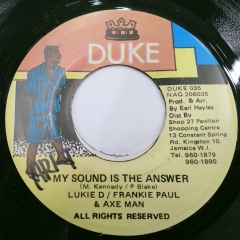 DUKE
DUKE 035
NAG 206035
Prod. & Arr.
By Earl Hayles
Dist By
Shop 27 Pavilion
Shopping Centre
13 Constant Spring
Rd. Kingston 10.
Jamaica W.I.
Tel. 960-1879
960-1880
MY SOUND IS THE ANSWER
(M. Kennedy / P Blake)
LUKIE D / FRANKIE PAUL
& AXE MAN
ALL RIGHTS RESERVED